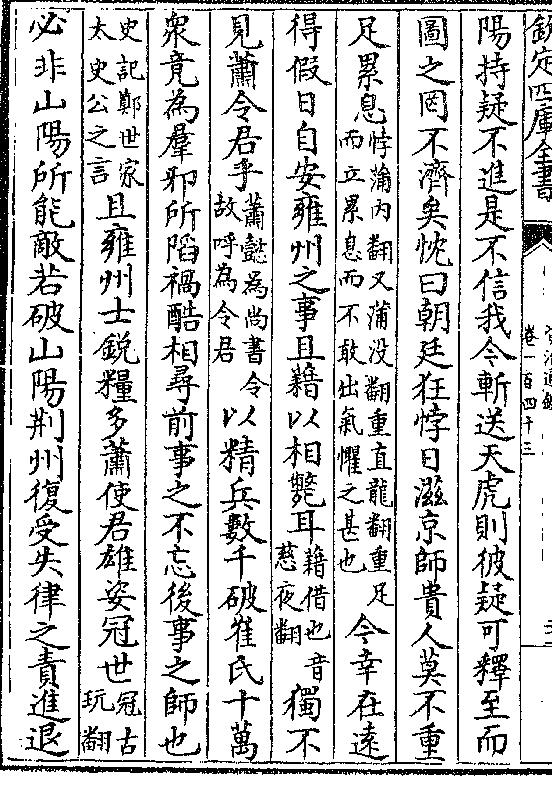 欽定四庫全書
卷一百四十三
陽持疑不進是不信我今斬送天虎則彼疑可釋至而
圖之罔不濟矣忱曰朝廷狂悖日滋京師貴人莫不重
足累息悖蒲内翻又蒲没翻重直龍翻重足而立累息而不敢出氣懼之甚也今幸在遠
得假日自安雍州之事且藉以相斃耳藉借也音慈夜翻獨不
見蕭令君乎蕭懿為尚書令故呼為令君以精兵數千破崔氏十萬
衆竟為羣邪所陷禍酷相尋前事之不忘後事之師也
史記鄭世家太史公之言且雍州士鋭糧多蕭使君雄姿冠世冠古玩翻
必非山陽所能敵若破山陽荆州復受失律之責進退